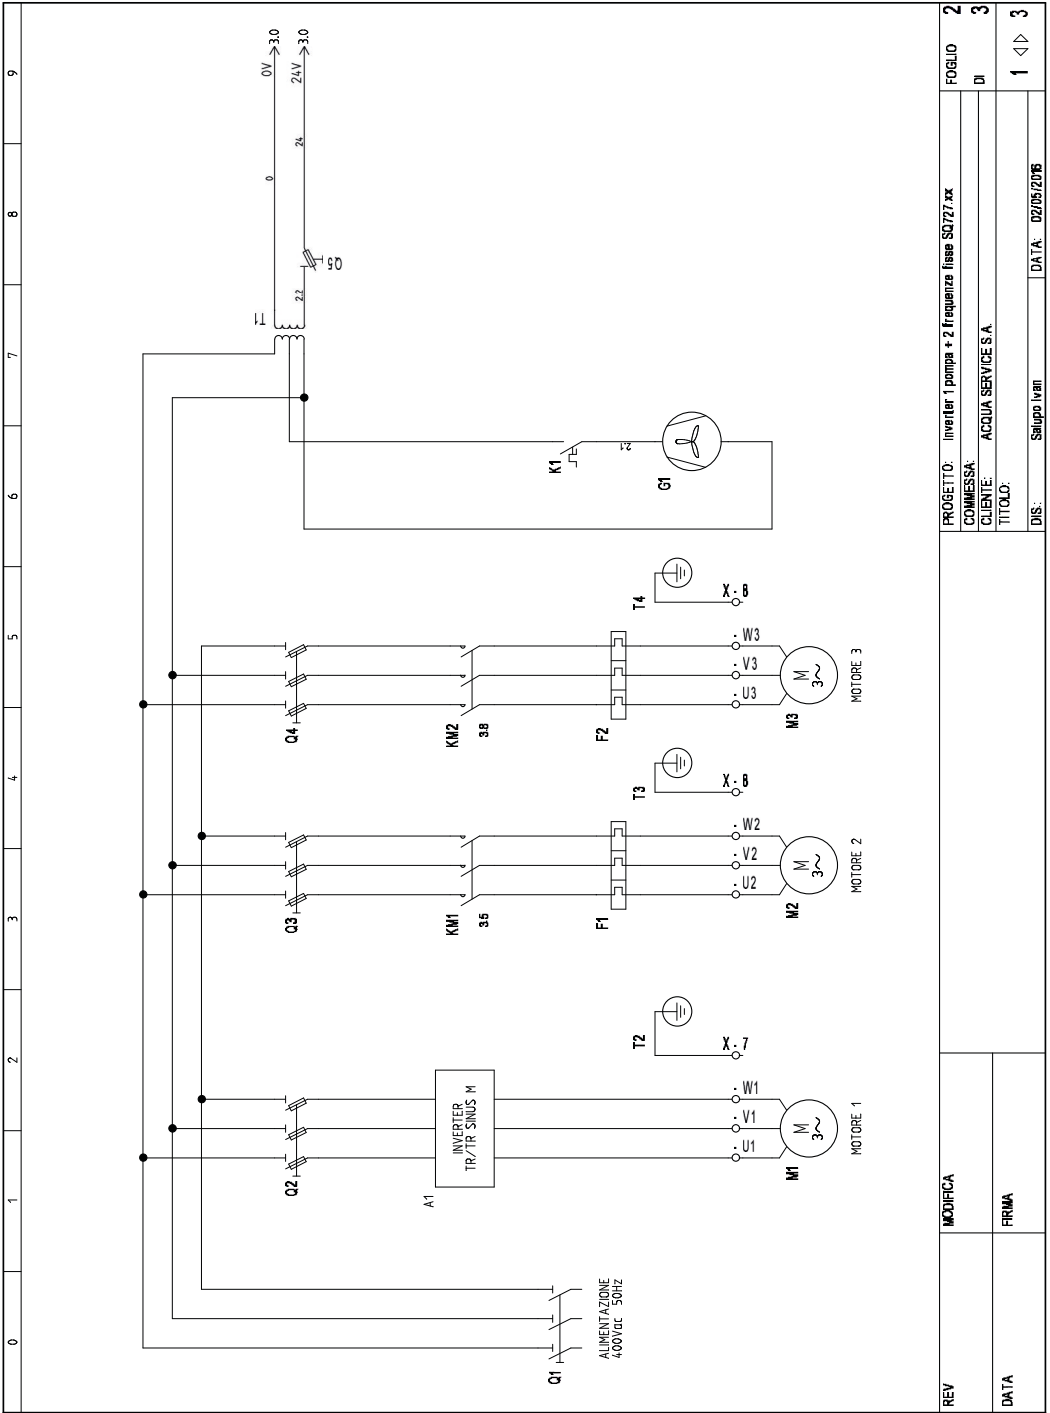 0 1 2 3 4 5 6 7 8 9
0V 3.0
24V 3.0
0
24
Q5
2.2
T1
Q2
Q3
Q4
INVERTER
TR/TR SINUS M
A1
KM1
3.5
KM2
3.8
K1
2.1
G1
Q1
ALIMENTAZIONE
400Vac 50Hz
F1
F2
T2
X - 7
T3
X - 8
T4
X - 8
- U1
- V1
- W1
- U2
- V2
- W2
- U3
- V3
- W3
M1
M
3~
MOTORE 1
M2
M
3~
MOTORE 2
M3
M
3~
MOTORE 3
REV
MODIFICA
DATA
FIRMA
PROGETTO: Inverter 1 pompa + 2 frequenze fisse SQ727.xx
COMMESSA:
CLIENTE: ACQUA SERVICE S.A.
TITOLO:
DIS.: Salupo Ivan
DATA: 02/05/2016
FOGLIO 2
DI 3
1 3